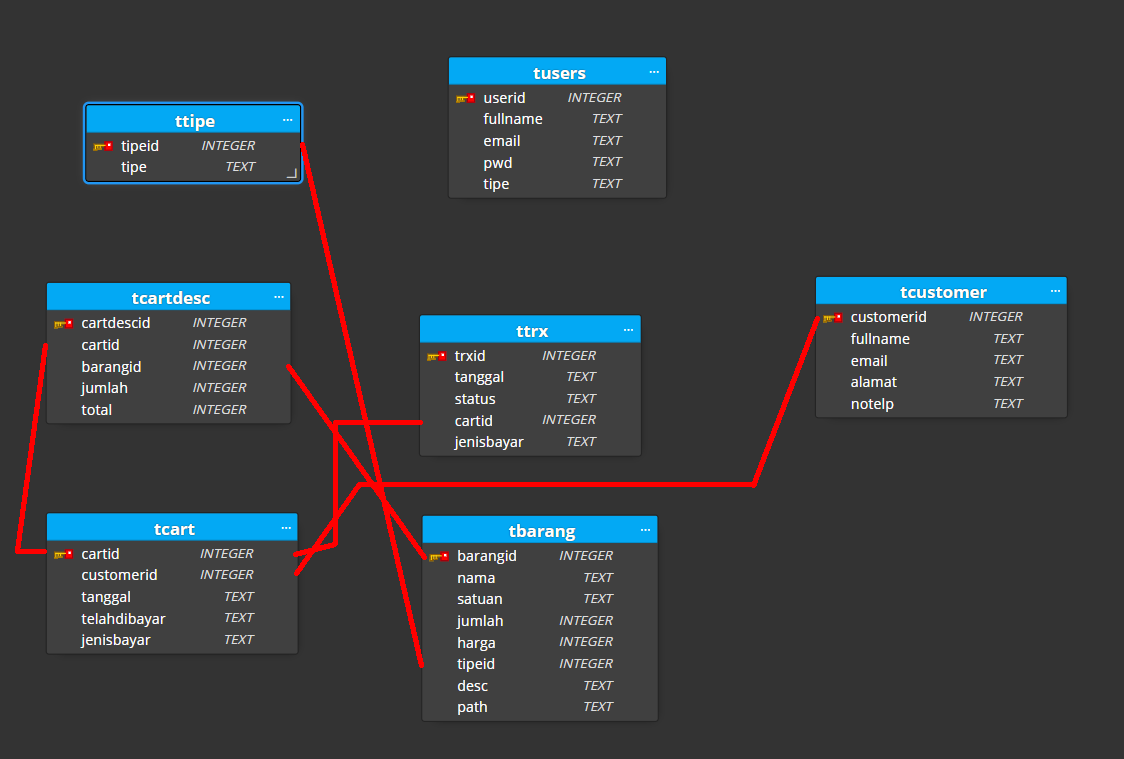 tusers ...
userid INTEGER
fullname TEXT
email TEXT
pwd TEXT
tipe TEXT
ttipe ...
tipeid INTEGER
tipe TEXT
tcartdesc ...
cartdescid INTEGER
cartid INTEGER
barangid INTEGER
jumlah INTEGER
total INTEGER
ttrx ...
trxid INTEGER
tanggal TEXT
status TEXT
cartid INTEGER
jenisbayar TEXT
tcustomer ...
customerid INTEGER
fullname TEXT
email TEXT
alamat TEXT
notelp TEXT
tcart ...
cartid INTEGER
customerid INTEGER
tanggal TEXT
telahdibayar TEXT
jenisbayar TEXT
tbarang ...
barangid INTEGER
nama TEXT
satuan TEXT
jumlah INTEGER
harga INTEGER
tipeid INTEGER
desc TEXT
path TEXT